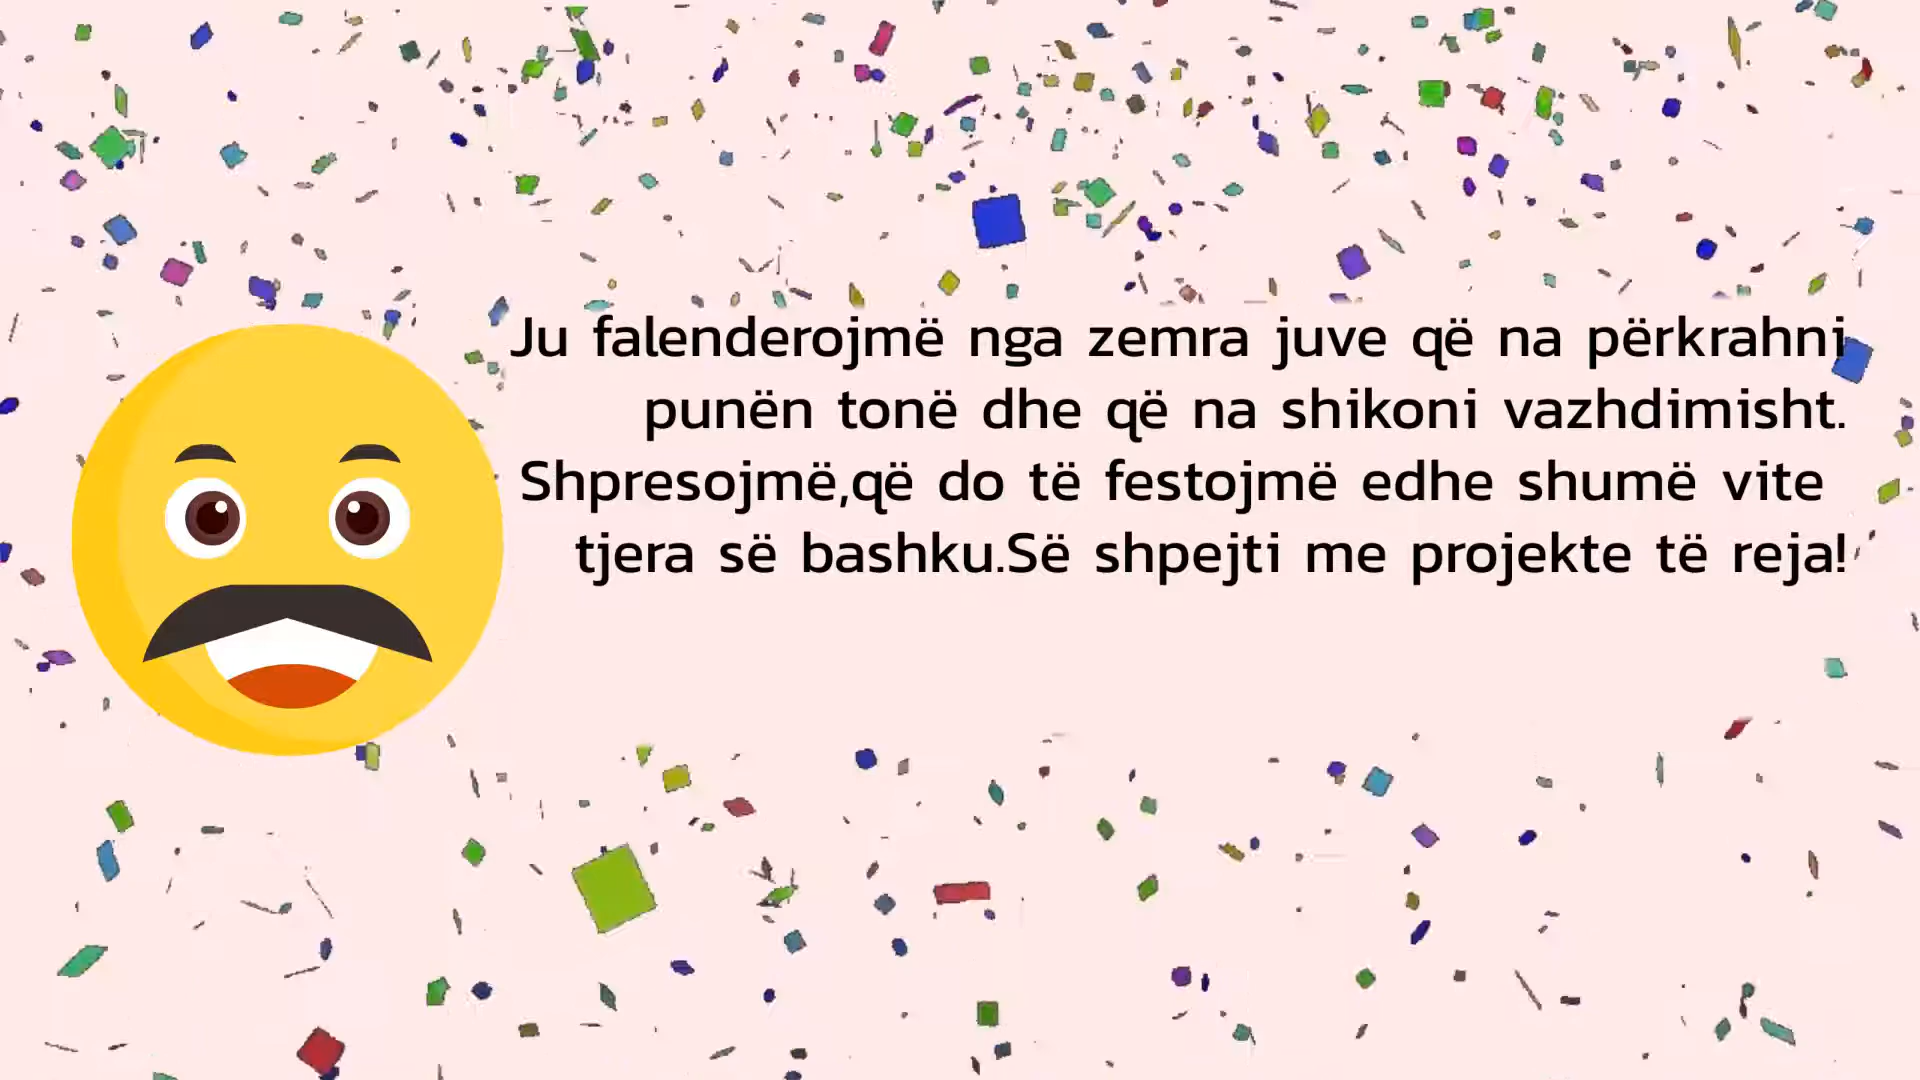 Ju falenderojmë nga zemra juve që na përkrahni
punën tonë dhe që na shikoni vazhdimisht.
Shpresojmë,që do të festojmë edhe shumë vite
tjera së bashku.Së shpejti me projekte të reja!